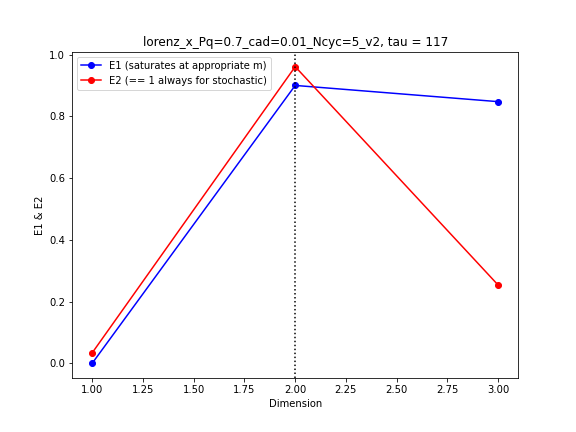 lorenz_x_Pq=0.7_cad=0.01_Ncyc=5_v2, tau = 117
E1 (saturates at appropriate m)
E2 (== 1 always for stochastic)
1.0
0.8
0.6
0.4
0.2
0.0
E1 & E2
1.00 1.25 1.50 1.75 2.00 2.25 2.50 2.75 3.00
Dimension